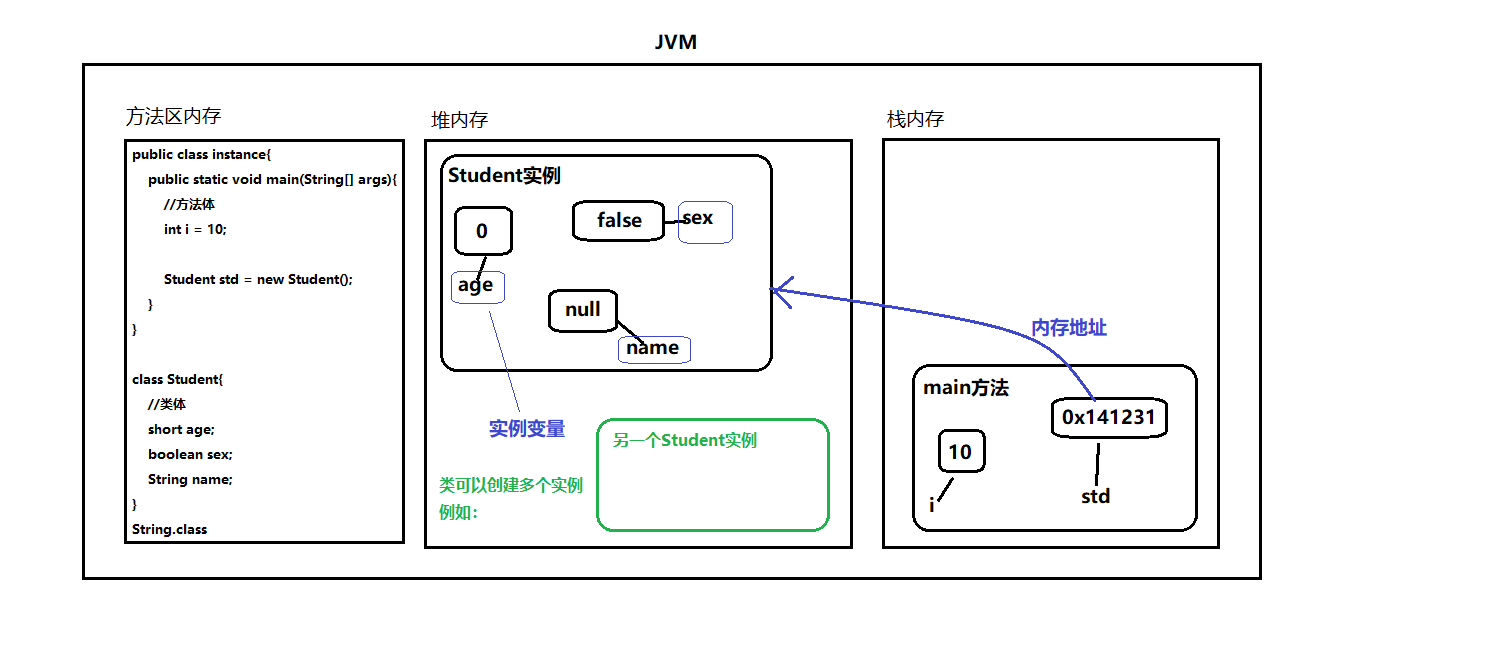 JVM
方法区内存
public class instance{
public static void main(String[] args){
//方法体
int i = 10;
Student std = new Student();
}
}
class Student{
//类体
short age;
boolean sex;
String name;
}
String.class
堆内存
Student实例
0
age
false
sex
null
name
实例变量
类可以创建多个实例
例如：
另一个Student实例
栈内存
内存地址
main方法
10
i
0x141231
std